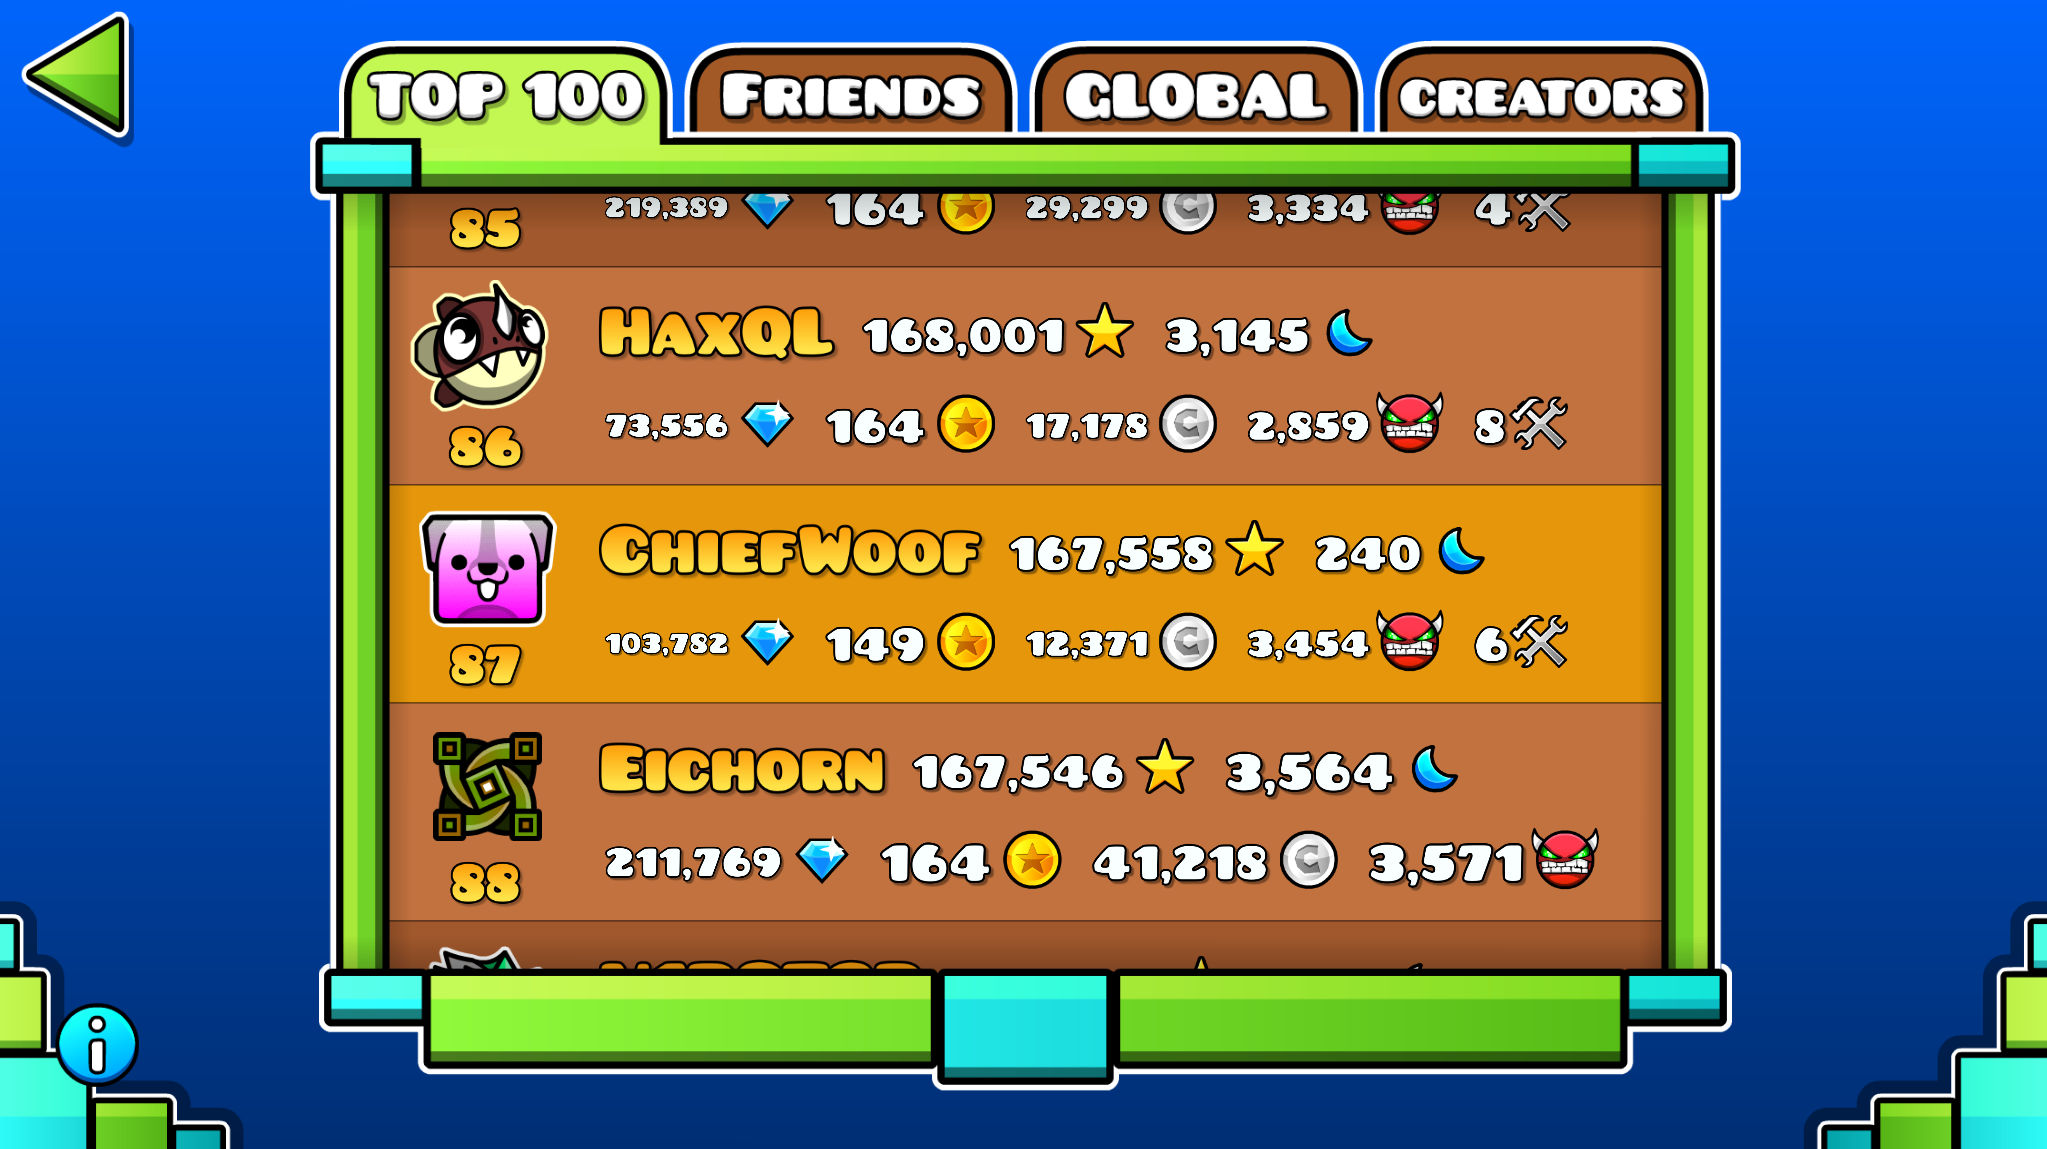 TOP 100 FRIENDS GLOBAL CREATORS
85 219,389 164 29,299 3,334 4
HaxQL 168,001 3,145
86 73,556 164 17,178 2,859 8
ChiefWoof 167,558 240
87 103,782 149 12,371 3,454 6
Eichorn 167,546 3,564
88 211,769 164 41,218 3,571